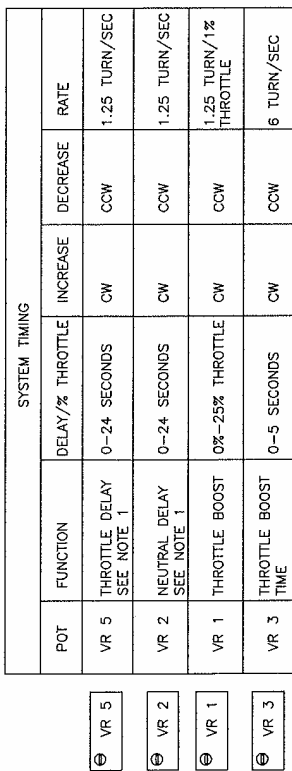 SYSTEM TIMING
POT FUNCTION DELAY/% THROTTLE INCREASE DECREASE RATE
VR 5 VR 5 THROTTLE DELAY 0-24 SECONDS CW CCW 1.25 TURN/SEC
SEE NOTE 1
VR 2 VR 2 NEUTRAL DELAY 0-24 SECONDS CW CCW 1.25 TURN/SEC
SEE NOTE 1
VR 1 VR 1 THROTTLE BOOST 0%-25% THROTTLE CW CCW 1.25 TURN/1%
THROTTLE
VR 3 VR 3 THROTTLE BOOST 0-5 SECONDS CW CCW 6 TURN/SEC
TIME